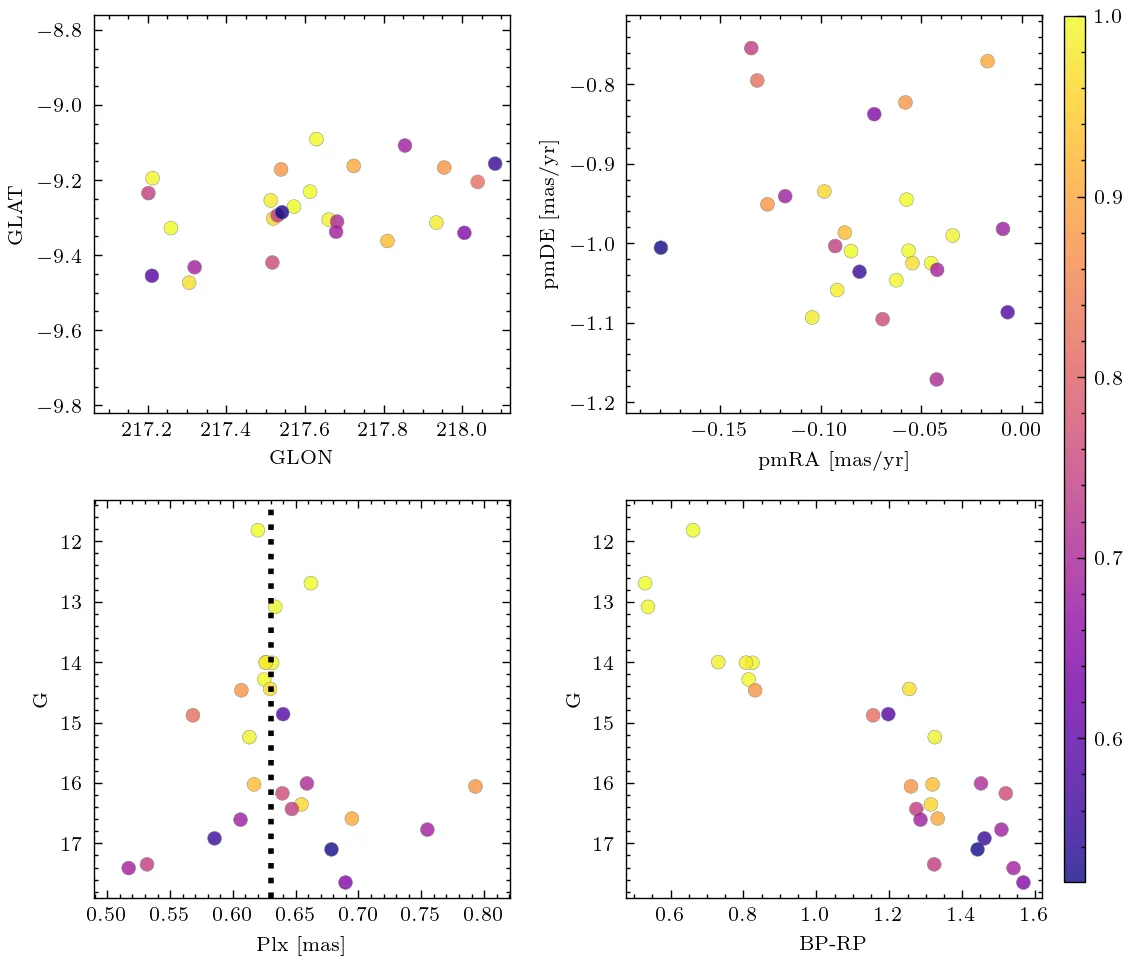 −8.8
−9.0
−9.2
−9.4
−9.6
−9.8
GLAT
217.2 217.4 217.6 217.8 218.0
GLON
−0.8
−0.9
−1.0
−1.1
−1.2
pmDE [mas/yr]
−0.15 −0.10 −0.05 0.00
pmRA [mas/yr]
1.0
0.9
0.8
0.7
0.6
12
13
14
15
16
17
G
0.50 0.55 0.60 0.65 0.70 0.75 0.80
Plx [mas]
12
13
14
15
16
17
G
0.6 0.8 1.0 1.2 1.4 1.6
BP-RP